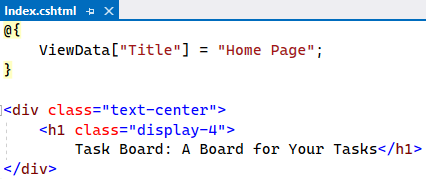 Index.cshtml
@{
    ViewData["Title"] = "Home Page";
}

<div class="text-center">
    <h1 class="display-4">
        Task Board: A Board for Your Tasks</h1>
</div>